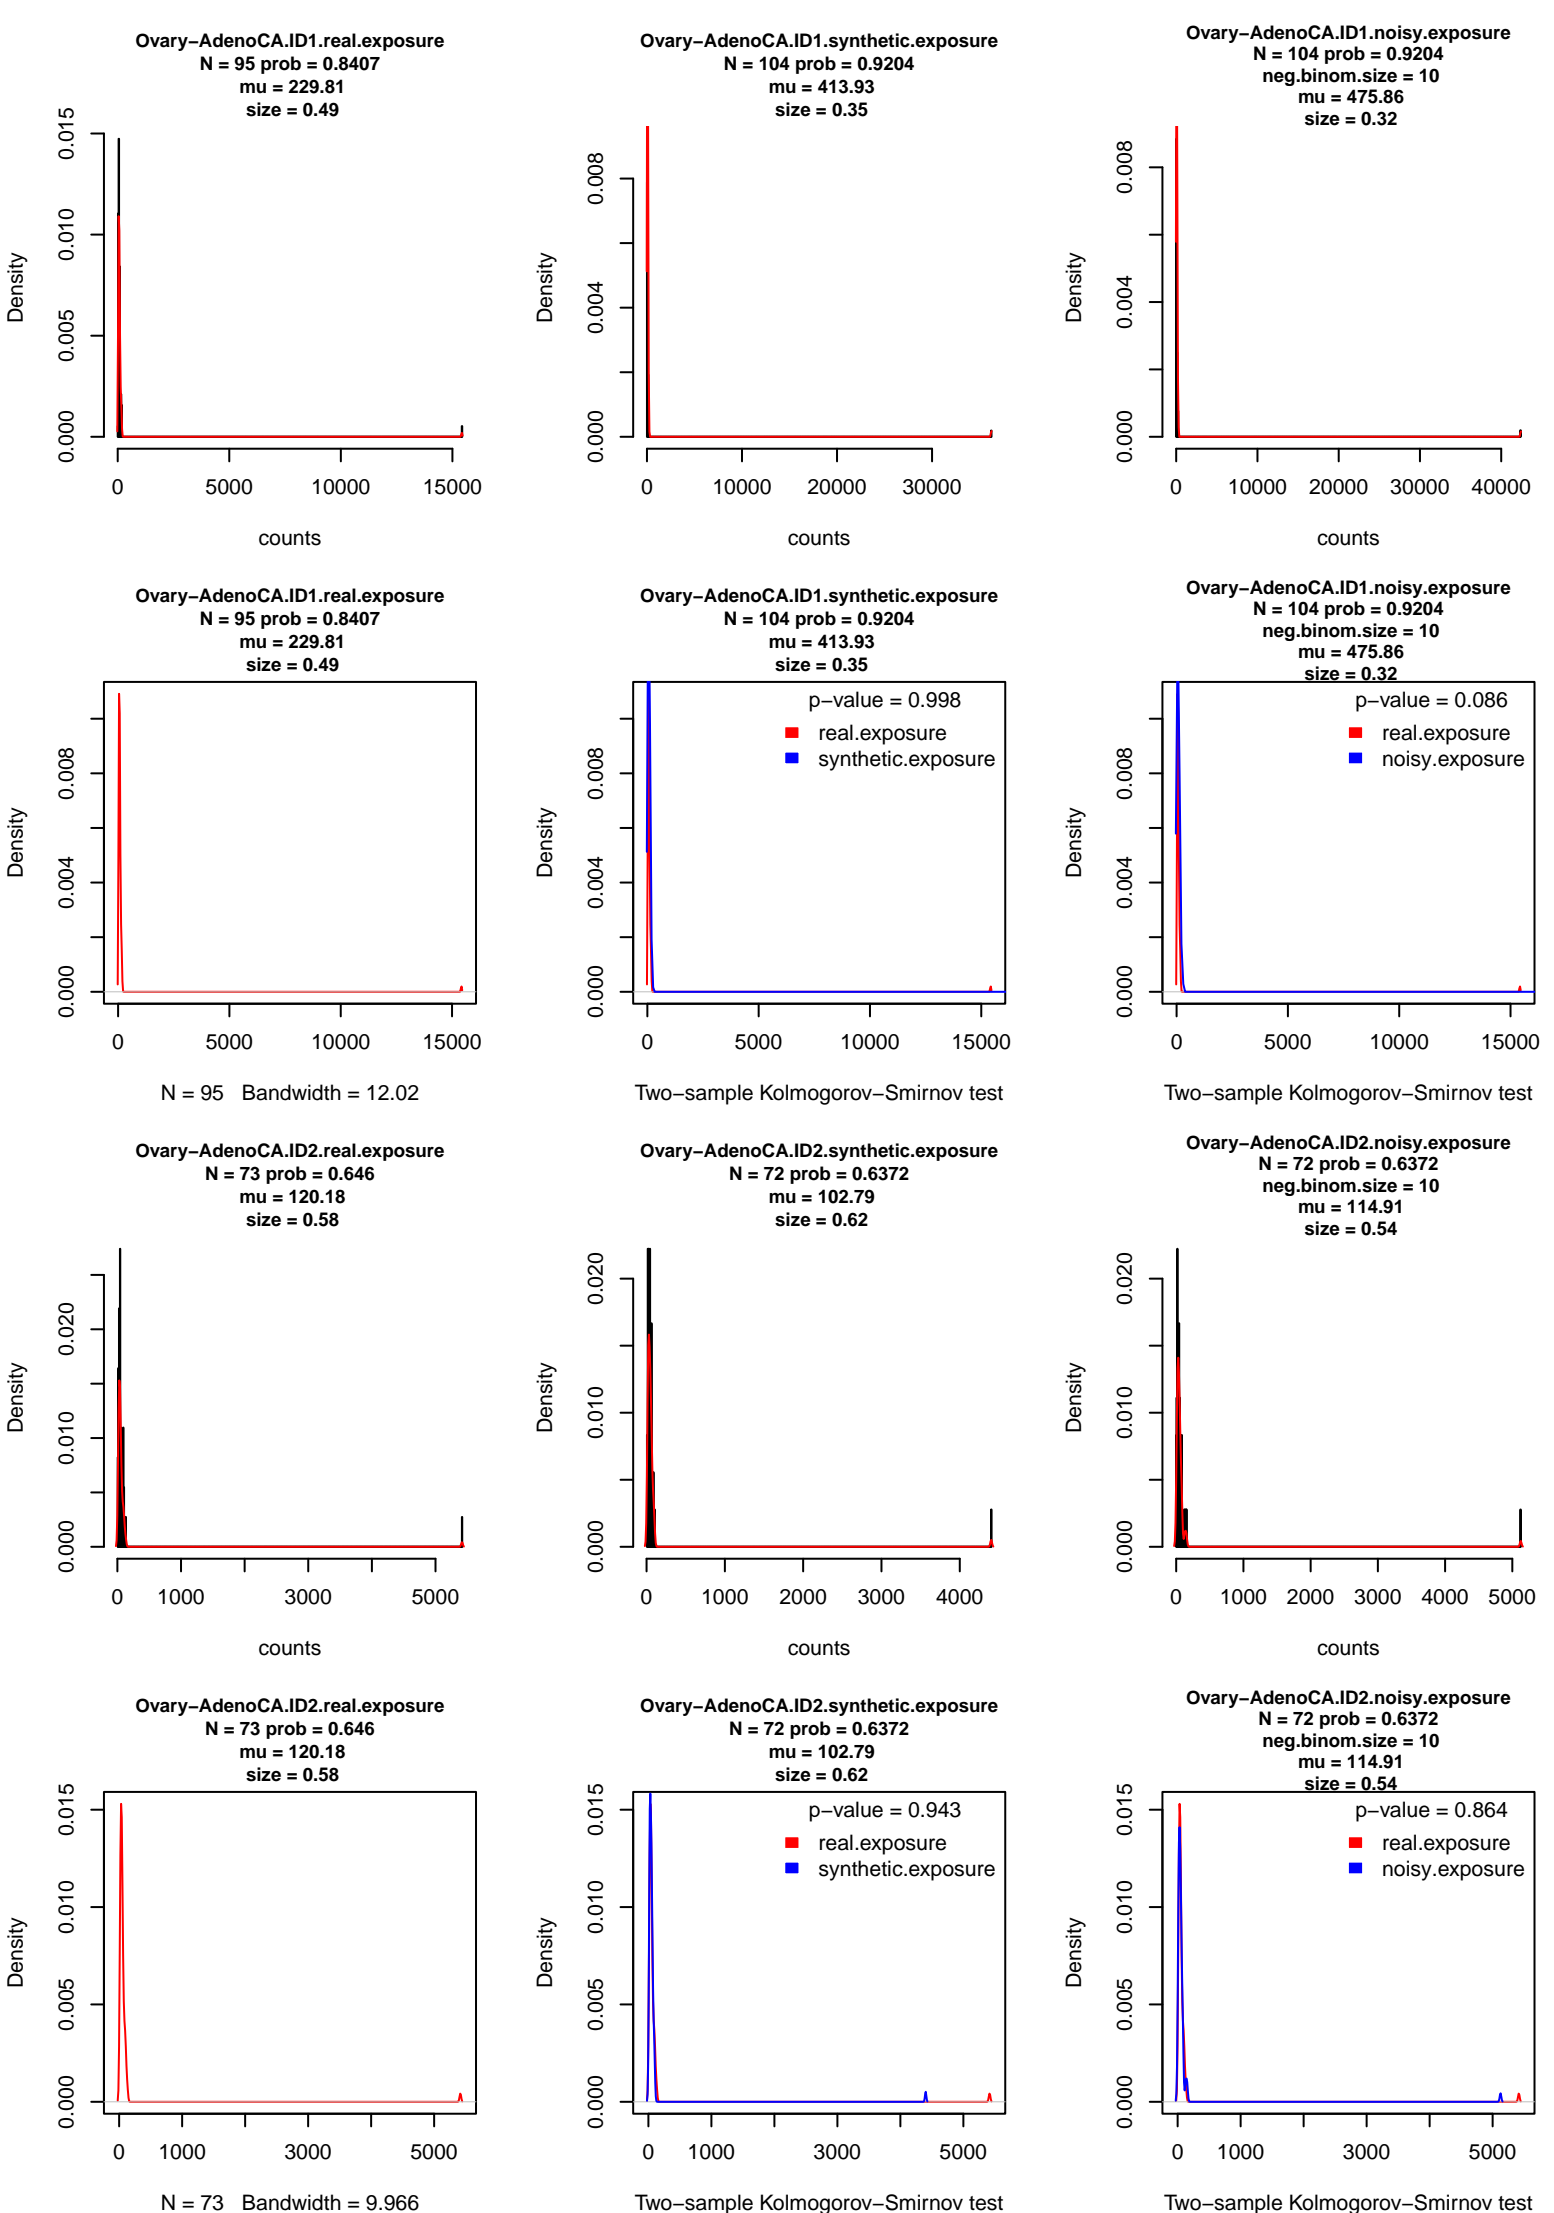 Ovary−AdenoCA.ID1.real.exposure
N = 95 prob = 0.8407
mu = 229.81
size = 0.49
Density
0.000 0.005 0.010 0.015
0 5000 10000 15000
counts
Ovary−AdenoCA.ID1.synthetic.exposure
N = 104 prob = 0.9204
mu = 413.93
size = 0.35
Density
0.000 0.004 0.008
0 10000 20000 30000
counts
Ovary−AdenoCA.ID1.noisy.exposure
N = 104 prob = 0.9204
neg.binom.size = 10
mu = 475.86
size = 0.32
Density
0.000 0.004 0.008
0 10000 20000 30000 40000
counts
Ovary−AdenoCA.ID1.real.exposure
N = 95 prob = 0.8407
mu = 229.81
size = 0.49
Density
0.000 0.004 0.008
0 5000 10000 15000
N = 95 Bandwidth = 12.02
Ovary−AdenoCA.ID1.synthetic.exposure
N = 104 prob = 0.9204
mu = 413.93
size = 0.35
p−value = 0.998
real.exposure
synthetic.exposure
Density
0.000 0.004 0.008
0 5000 10000 15000
Two−sample Kolmogorov−Smirnov test
Ovary−AdenoCA.ID1.noisy.exposure
N = 104 prob = 0.9204
neg.binom.size = 10
mu = 475.86
size = 0.32
p−value = 0.086
real.exposure
noisy.exposure
Density
0.000 0.004 0.008
0 5000 10000 15000
Two−sample Kolmogorov−Smirnov test
Ovary−AdenoCA.ID2.real.exposure
N = 73 prob = 0.646
mu = 120.18
size = 0.58
Density
0.000 0.010 0.020
0 1000 3000 5000
counts
Ovary−AdenoCA.ID2.synthetic.exposure
N = 72 prob = 0.6372
mu = 102.79
size = 0.62
Density
0.000 0.010 0.020
0 1000 2000 3000 4000
counts
Ovary−AdenoCA.ID2.noisy.exposure
N = 72 prob = 0.6372
neg.binom.size = 10
mu = 114.91
size = 0.54
Density
0.000 0.010 0.020
0 1000 2000 3000 4000 5000
counts
Ovary−AdenoCA.ID2.real.exposure
N = 73 prob = 0.646
mu = 120.18
size = 0.58
Density
0.000 0.005 0.010 0.015
0 1000 3000 5000
N = 73 Bandwidth = 9.966
Ovary−AdenoCA.ID2.synthetic.exposure
N = 72 prob = 0.6372
mu = 102.79
size = 0.62
p−value = 0.943
real.exposure
synthetic.exposure
Density
0.000 0.005 0.010 0.015
0 1000 3000 5000
Two−sample Kolmogorov−Smirnov test
Ovary−AdenoCA.ID2.noisy.exposure
N = 72 prob = 0.6372
neg.binom.size = 10
mu = 114.91
size = 0.54
p−value = 0.864
real.exposure
noisy.exposure
Density
0.000 0.005 0.010 0.015
0 1000 3000 5000
Two−sample Kolmogorov−Smirnov test